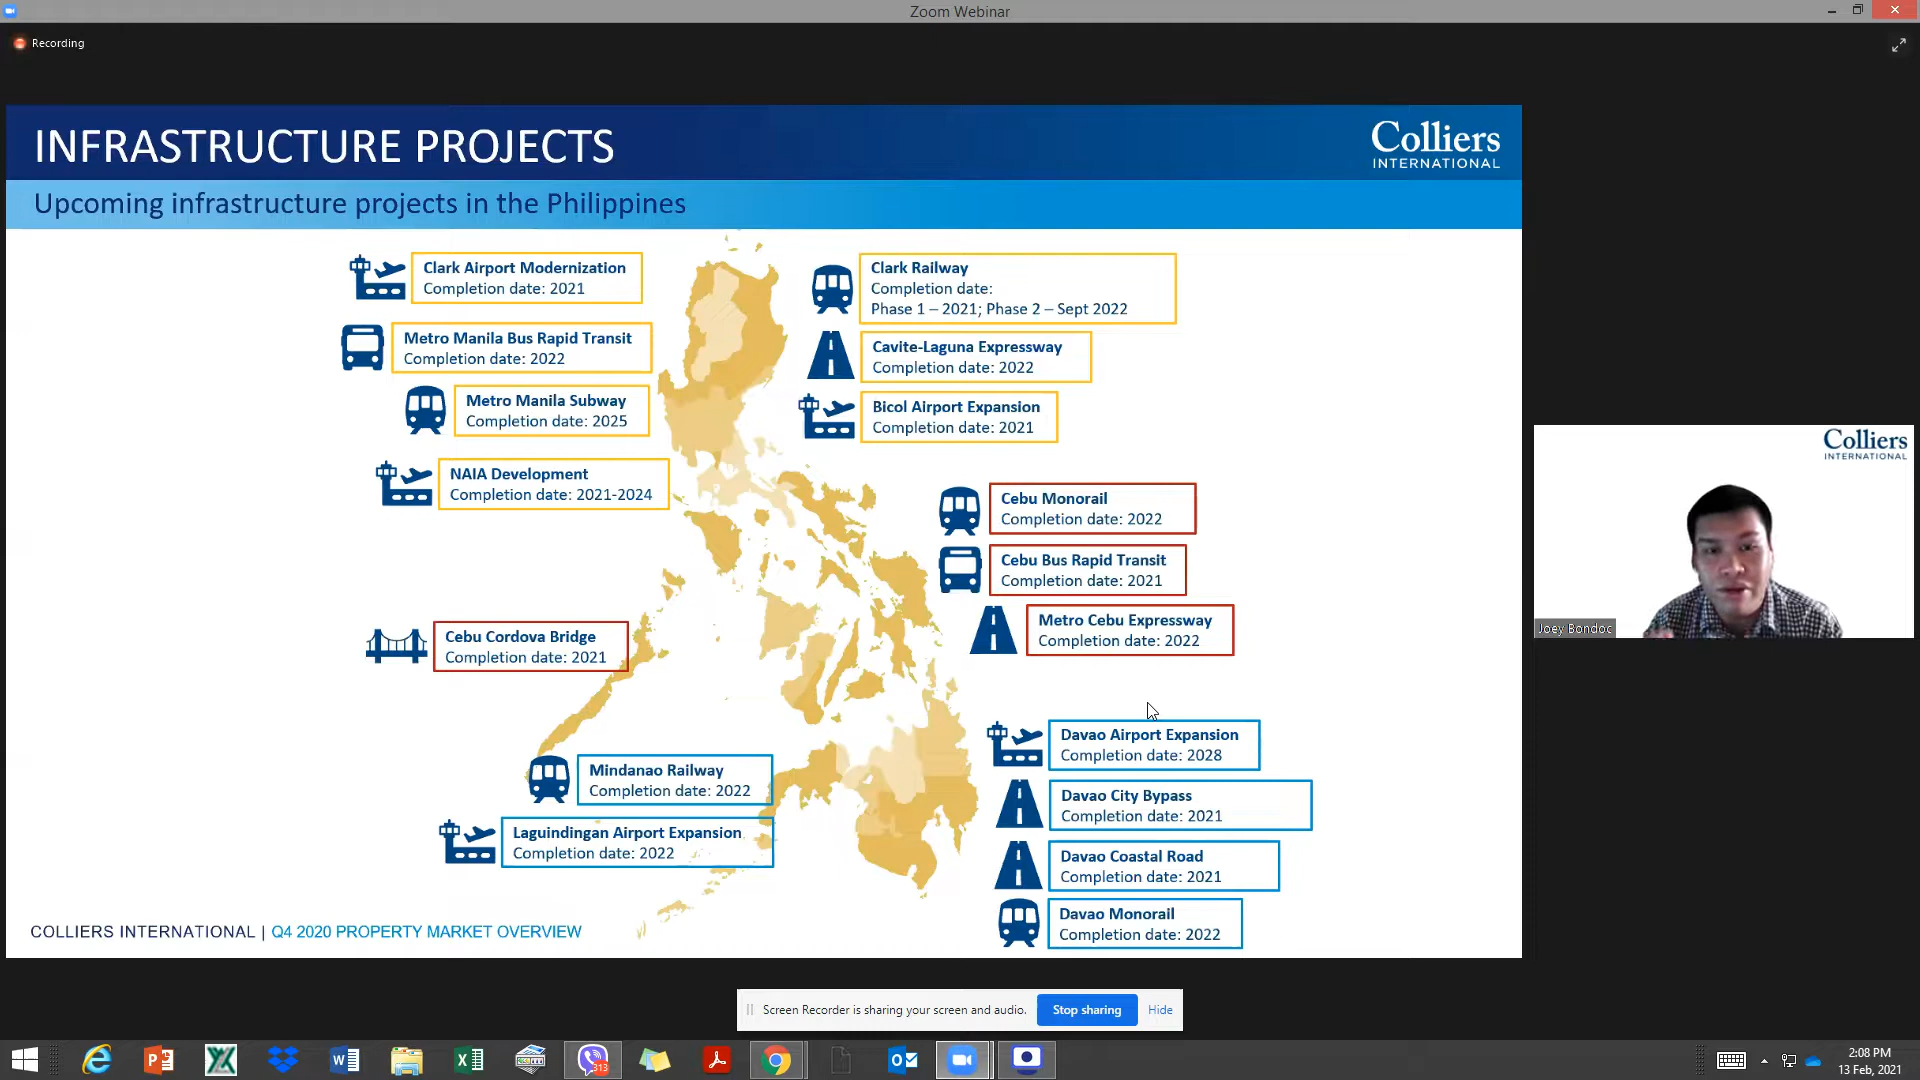 Zoom Webinar
Recording
INFRASTRUCTURE PROJECTS
Colliers
INTERNATIONAL
Upcoming infrastructure projects in the Philippines
Clark Airport Modernization
Completion date: 2021
Metro Manila Bus Rapid Transit
Completion date: 2022
Metro Manila Subway
Completion date: 2025
NAIA Development
Completion date: 2021-2024
Clark Railway
Completion date:
Phase 1 – 2021; Phase 2 – Sept 2022
Cavite-Laguna Expressway
Completion date: 2022
Bicol Airport Expansion
Completion date: 2021
Cebu Monorail
Completion date: 2022
Cebu Bus Rapid Transit
Completion date: 2021
Metro Cebu Expressway
Completion date: 2022
Cebu Cordova Bridge
Completion date: 2021
Mindanao Railway
Completion date: 2022
Laguindingan Airport Expansion
Completion date: 2022
Davao Airport Expansion
Completion date: 2028
Davao City Bypass
Completion date: 2021
Davao Coastal Road
Completion date: 2021
Davao Monorail
Completion date: 2022
COLLIERS INTERNATIONAL | Q4 2020 PROPERTY MARKET OVERVIEW
Colliers
INTERNATIONAL
Joey Bondoc
Screen Recorder is sharing your screen and audio.
Stop sharing
Hide
313
2:08 PM
13 Feb, 2021